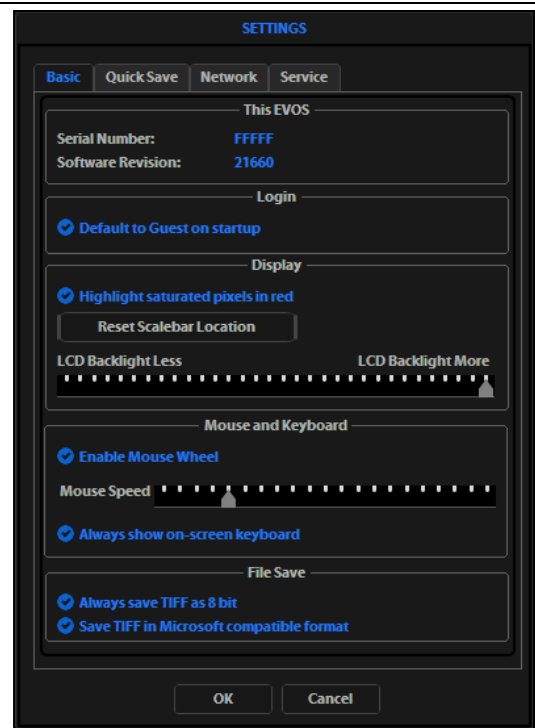 SETTINGS
Basic Quick Save Network Service
This EVOS
Serial Number: FFFFF
Software Revision: 21660
Login
Default to Guest on startup
Display
Highlight saturated pixels in red
Reset Scalebar Location
LCD Backlight Less LCD Backlight More
Mouse and Keyboard
Enable Mouse Wheel
Mouse Speed
Always show on-screen keyboard
File Save
Always save TIFF as 8 bit
Save TIFF in Microsoft compatible format
OK Cancel